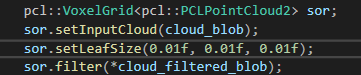 pcl::VoxelGrid<pcl::PCLPointCloud2> sor;
sor.setInputCloud(cloud_blob);
sor.setLeafSize(0.01f, 0.01f, 0.01f);
sor.filter(*cloud_filtered_blob);